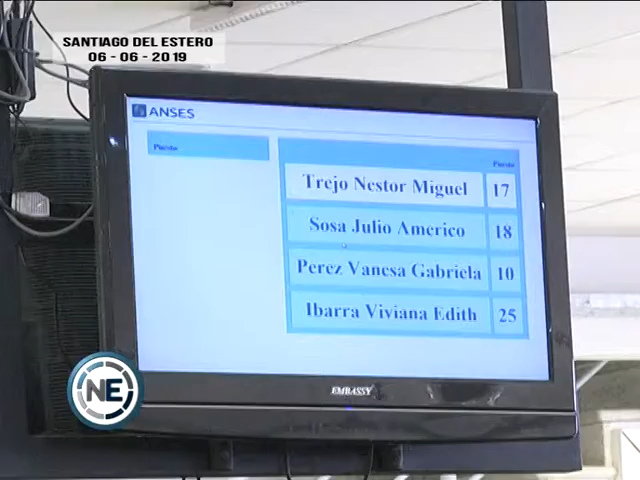 SANTIAGO DEL ESTERO
06 - 06 - 2019
ANSES
Puesto
Puesto
Trejo Nestor Miguel 17
Sosa Julio Americo 18
Perez Vanesa Gabriela 10
Ibarra Viviana Edith 25
NE
EMBASSY